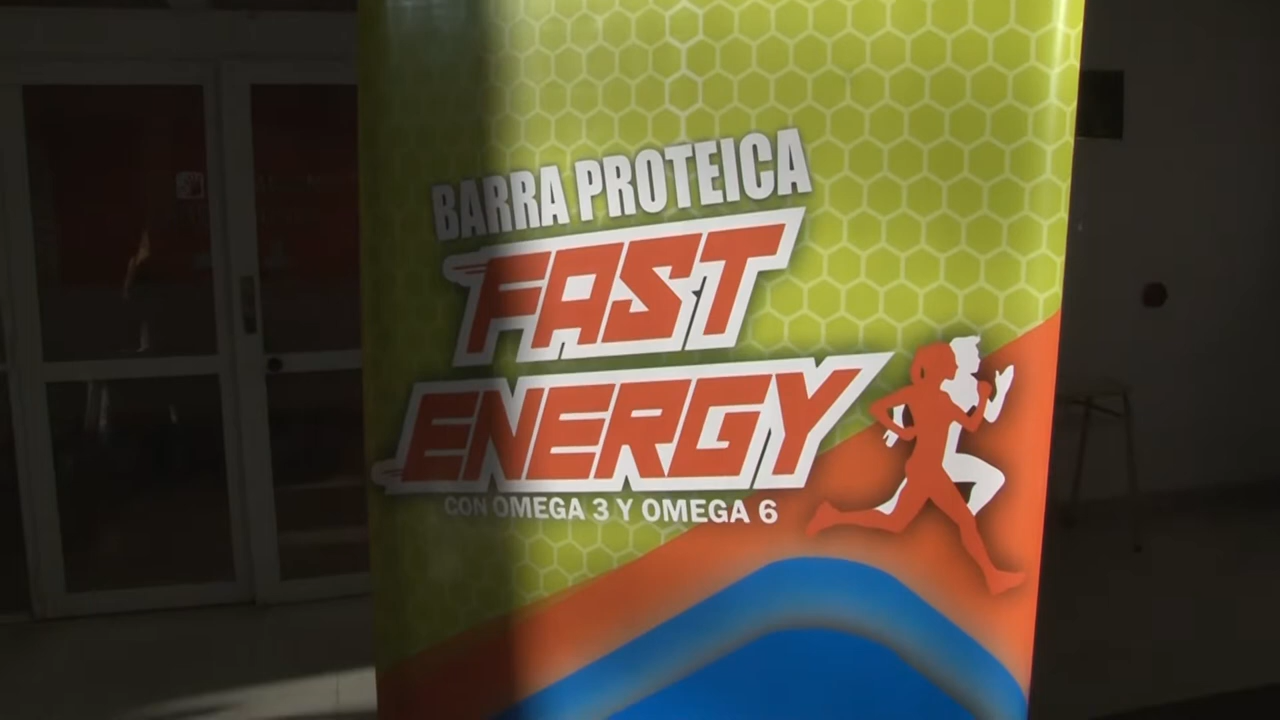 BARRA PROTEICA
FAST
ENERGY
CON OMEGA 3 Y OMEGA 6